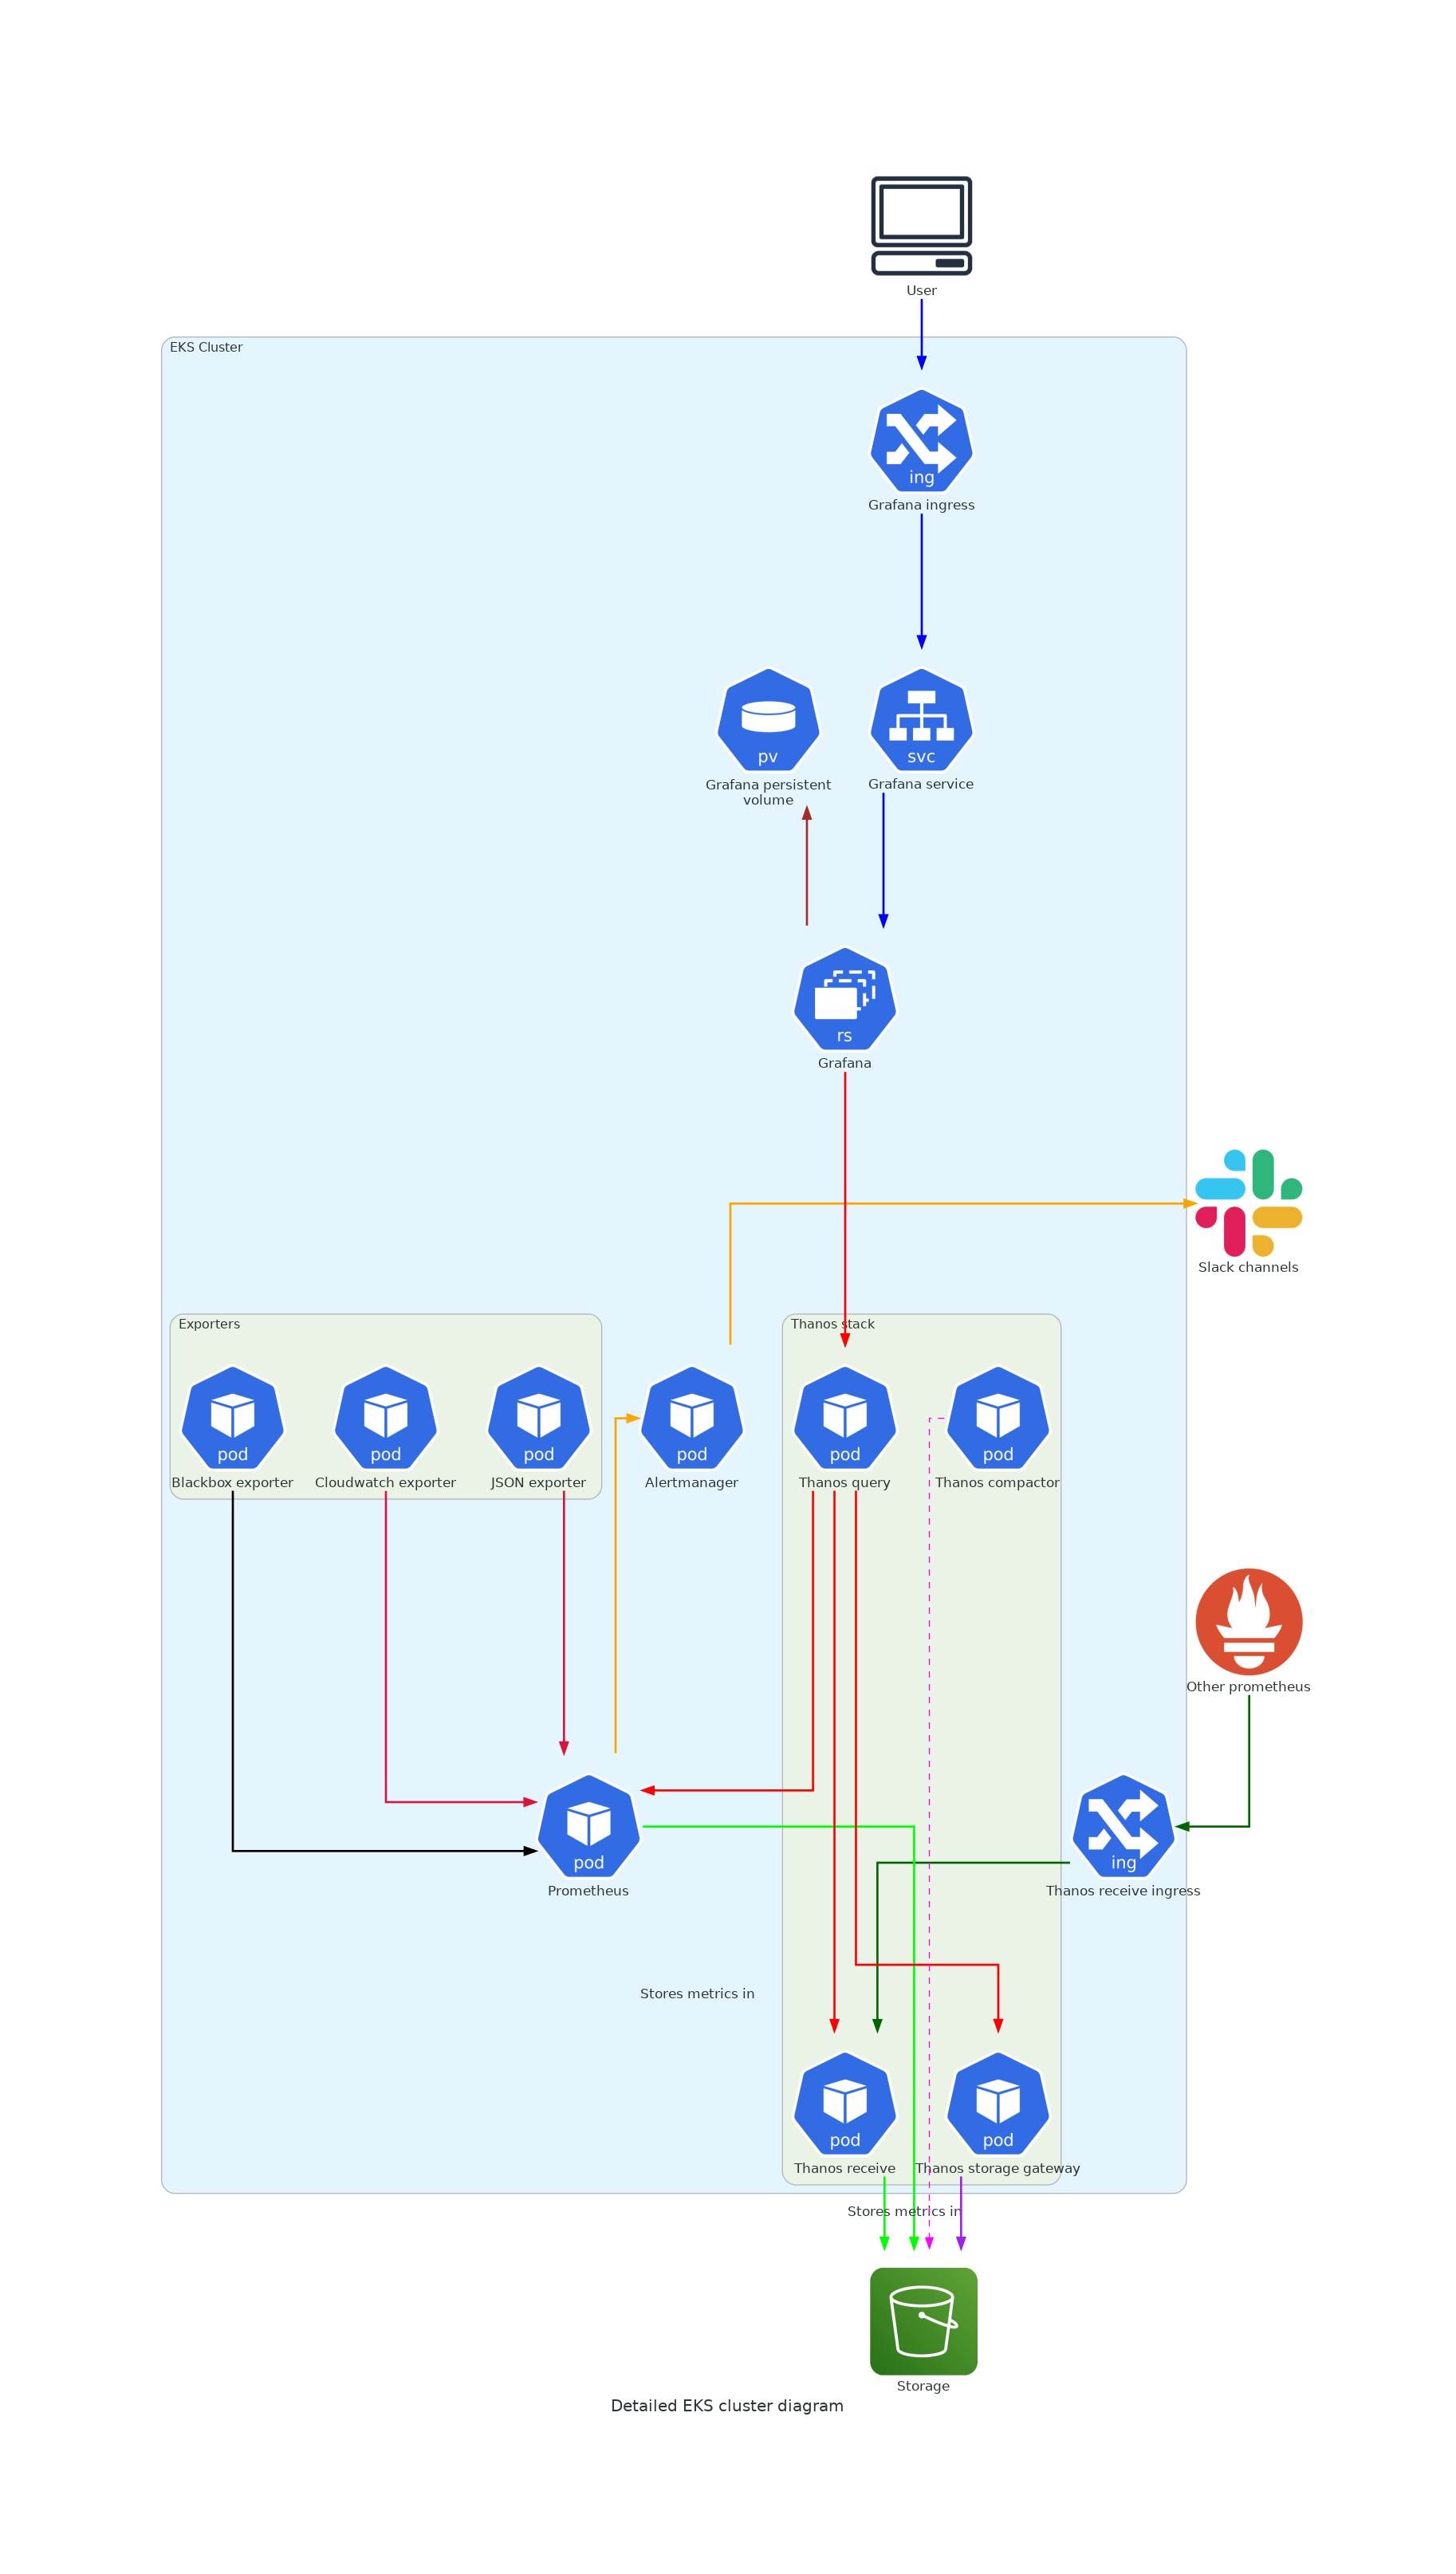 User
EKS Cluster
ing
Grafana ingress
pv
Grafana persistent
volume
svc
Grafana service
rs
Grafana
Slack channels
Exporters
Thanos stack
pod
Blackbox exporter
pod
Cloudwatch exporter
pod
JSON exporter
pod
Alertmanager
pod
Thanos query
pod
Thanos compactor
Other prometheus
pod
Prometheus
ing
Thanos receive ingress
Stores metrics in
pod
Thanos receive
pod
Thanos storage gateway
Stores metrics in
Storage
Detailed EKS cluster diagram